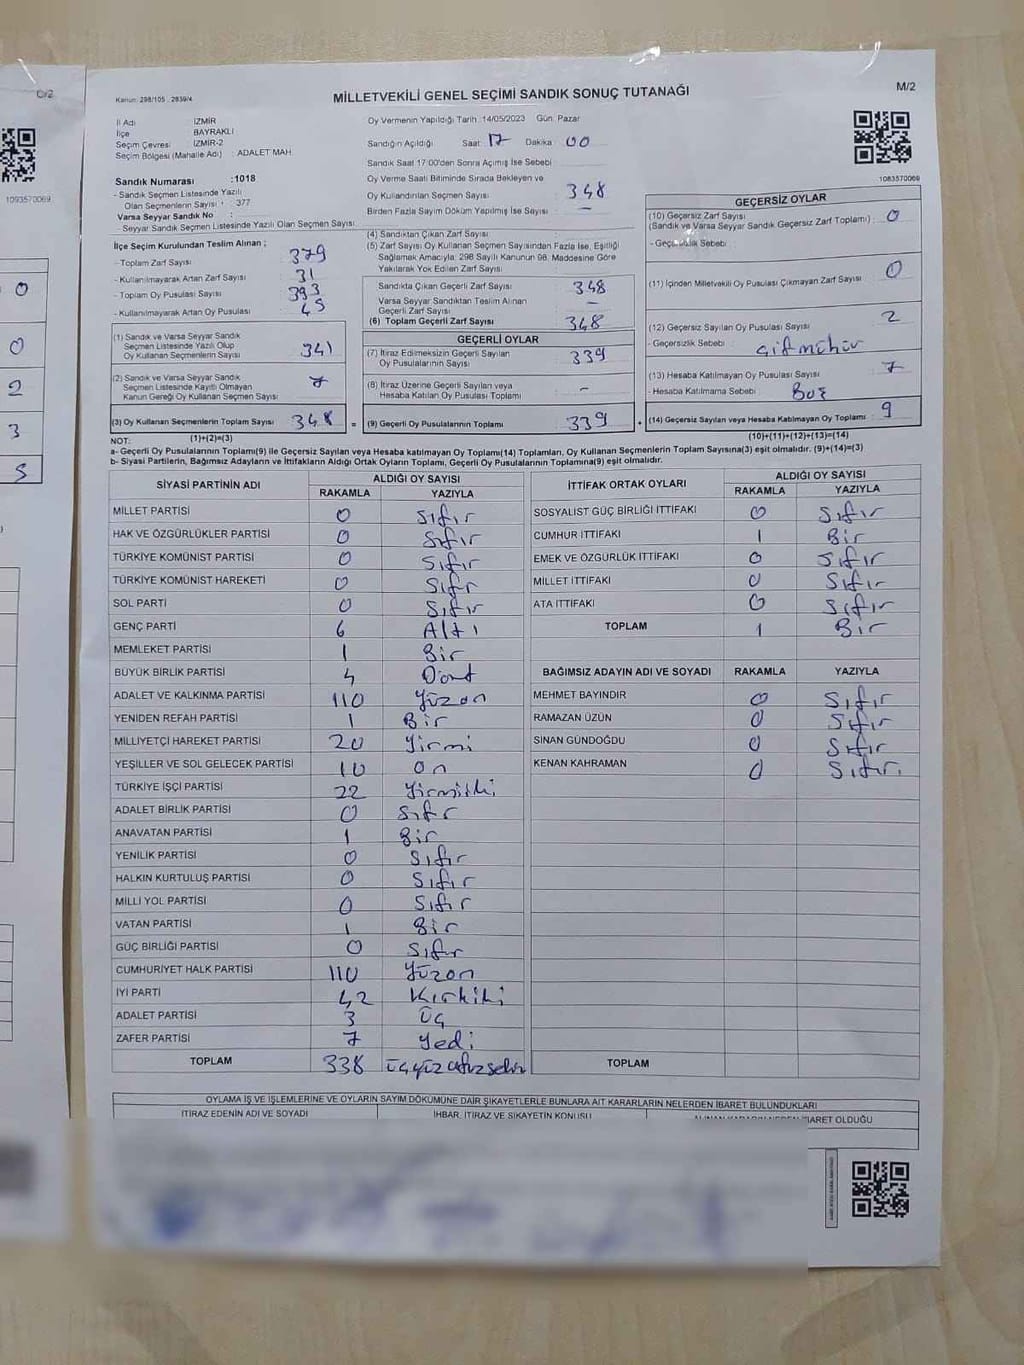 O/2
1093570069
0
0
2
3
5
M/2
Kanun: 298/105 , 2839/4
MİLLETVEKİLİ GENEL SEÇİMİ SANDIK SONUÇ TUTANAĞI
İl Adı : İZMİR
İlçe BAYRAKLI
Seçim Çevresi İZMİR-2
Seçim Bölgesi (Mahalle Adı) : ADALET MAH
Sandık Numarası :1018
- Sandık Seçmen Listesinde Yazılı
Olan Seçmenlerin Sayısı : 377
Varsa Seyyar Sandık No :
- Seyyar Sandık Seçmen Listesinde Yazılı Olan Seçmen Sayısı:
Oy Vermenin Yapıldığı Tarih :14/05/2023 Gün: Pazar
Sandığın Açıldığı Saat: 17 Dakika: 00
Sandık Saat 17:00'den Sonra Açılmış İse Sebebi:
Oy Verme Saati Bitiminde Sırada Bekleyen ve
Oy Kullandırılan Seçmen Sayısı : 348
Birden Fazla Sayım Döküm Yapılmış İse Sayısı : –
1083570069
İlçe Seçim Kurulundan Teslim Alınan ;
- Toplam Zarf Sayısı : 379
- Kullanılmayarak Artan Zarf Sayısı : 31
- Toplam Oy Pusulası Sayısı : 393
- Kullanılmayarak Artan Oy Pusulası : 45
(1) Sandık ve Varsa Seyyar Sandık
Seçmen Listesinde Yazılı Olup
Oy Kullanan Seçmenlerin Sayısı : 341
(2) Sandık ve Varsa Seyyar Sandık
Seçmen Listesinde Kayıtlı Olmayan
Kanun Gereği Oy Kullanan Seçmen Sayısı : 7
(3) Oy Kullanan Seçmenlerin Toplam Sayısı : 348
(4) Sandıktan Çıkan Zarf Sayısı :
(5) Zarf Sayısı Oy Kullanan Seçmen Sayısından Fazla İse, Eşitliği
Sağlamak Amacıyla, 298 Sayılı Kanunun 98. Maddesine Göre
Yakılarak Yok Edilen Zarf Sayısı :
Sandıkta Çıkan Geçerli Zarf Sayısı : 348
Varsa Seyyar Sandıktan Teslim Alınan
Geçerli Zarf Sayısı : –
(6) Toplam Geçerli Zarf Sayısı : 348
GEÇERLİ OYLAR
(7) İtiraz Edilmeksizin Geçerli Sayılan
Oy Pusulalarının Sayısı : 339
(8) İtiraz Üzerine Geçerli Sayılan veya
Hesaba Katılan Oy Pusulası Toplamı : –
= (9) Geçerli Oy Pusulalarının Toplamı : 339 +
GEÇERSİZ OYLAR
(10) Geçersiz Zarf Sayısı
(Sandık ve Varsa Seyyar Sandık Geçersiz Zarf Toplamı) : 0
- Geçersizlik Sebebi :
(11) İçinden Milletvekili Oy Pusulası Çıkmayan Zarf Sayısı : 0
(12) Geçersiz Sayılan Oy Pusulası Sayısı : 2
- Geçersizlik Sebebi : Çift mühür
(13) Hesaba Katılmayan Oy Pusulası Sayısı : 7
- Hesaba Katılmama Sebebi : Boş
(14) Geçersiz Sayılan veya Hesaba Katılmayan Oy Toplamı : 9
NOT: (1)+(2)=(3) (10)+(11)+(12)+(13)=(14)
a- Geçerli Oy Pusulalarının Toplamı(9) ile Geçersiz Sayılan veya Hesaba Katılmayan Oy Toplamı(14) Toplamları, Oy Kullanan Seçmenlerin Toplam Sayısına(3) eşit olmalıdır. (9)+(14)=(3)
b- Siyasi Partilerin, Bağımsız Adayların ve İttifakların Aldığı Ortak Oyların Toplamı, Geçerli Oy Pusulalarının Toplamına(9) eşit olmalıdır.
SİYASİ PARTİNİN ADI ALDIĞI OY SAYISI
RAKAMLA YAZIYLA
MİLLET PARTİSİ 0 Sıfır
HAK VE ÖZGÜRLÜKLER PARTİSİ 0 Sıfır
TÜRKİYE KOMÜNİST PARTİSİ 0 Sıfır
TÜRKİYE KOMÜNİST HAREKETİ 0 Sıfr
SOL PARTİ 0 Sıfır
GENÇ PARTİ 6 Altı
MEMLEKET PARTİSİ 1 Bir
BÜYÜK BİRLİK PARTİSİ 4 Dört
ADALET VE KALKINMA PARTİSİ 110 Yüzon
YENİDEN REFAH PARTİSİ 1 Bir
MİLLİYETÇİ HAREKET PARTİSİ 20 Yirmi
YEŞİLLER VE SOL GELECEK PARTİSİ 10 On
TÜRKİYE İŞÇİ PARTİSİ 22 Yirmiiki
ADALET BİRLİK PARTİSİ 0 Sıfr
ANAVATAN PARTİSİ 1 Bir
YENİLİK PARTİSİ 0 Sıfır
HALKIN KURTULUŞ PARTİSİ 0 Sıfır
MİLLİ YOL PARTİSİ 0 Sıfır
VATAN PARTİSİ 1 Bir
GÜÇ BİRLİĞİ PARTİSİ 0 Sıfır
CUMHURİYET HALK PARTİSİ 110 Yüzon
İYİ PARTİ 42 Kırkiki
ADALET PARTİSİ 3 Üç
ZAFER PARTİSİ 7 Yedi
TOPLAM 338 Üçyüzotuzsekiz
İTTİFAK ORTAK OYLARI ALDIĞI OY SAYISI
RAKAMLA YAZIYLA
SOSYALİST GÜÇ BİRLİĞİ İTTİFAKI 0 Sıfır
CUMHUR İTTİFAKI 1 Bir
EMEK VE ÖZGÜRLÜK İTTİFAKI 0 Sıfır
MİLLET İTTİFAKI 0 Sıfır
ATA İTTİFAKI 0 Sıfır
TOPLAM 1 Bir
BAĞIMSIZ ADAYIN ADI VE SOYADI RAKAMLA YAZIYLA
MEHMET BAYINDIR 0 Sıfır
RAMAZAN ÜZÜN 0 Sıfır
SİNAN GÜNDOĞDU 0 Sıfır
KENAN KAHRAMAN 0 Sıfır
TOPLAM
OYLAMA İŞ VE İŞLEMLERİNE VE OYLARIN SAYIM DÖKÜMÜNE DAİR ŞİKAYETLERLE BUNLARA AİT KARARLARIN NELERDEN İBARET BULUNDUKLARI
İTİRAZ EDENİN ADI VE SOYADI İHBAR, İTİRAZ VE ŞİKAYETİN KONUSU ALINAN KARARIN NEDEN İBARET OLDUĞU